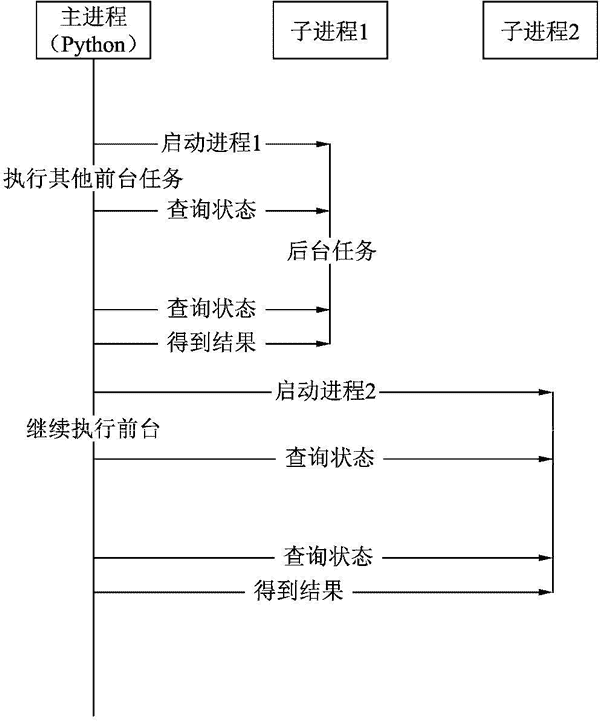 主进程
（Python）
子进程1
子进程2
启动进程1
执行其他前台任务
查询状态
后台任务
查询状态
得到结果
启动进程2
继续执行前台
查询状态
查询状态
得到结果